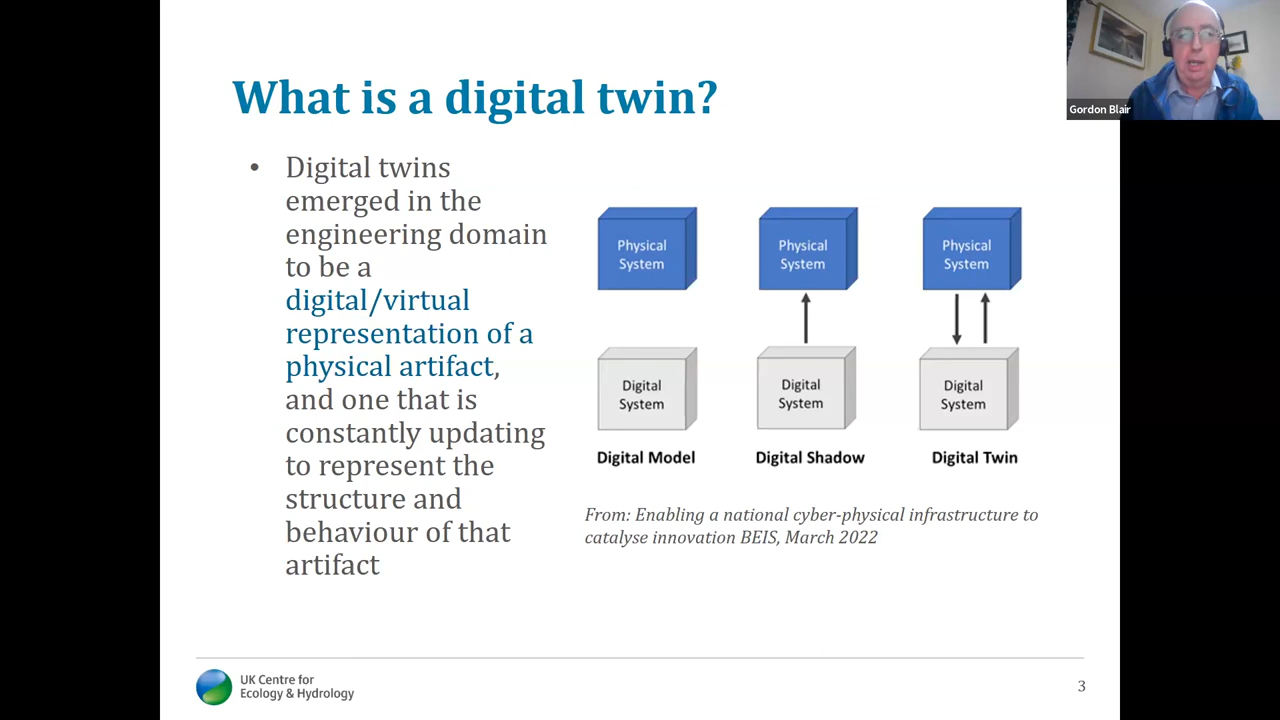 What is a digital twin?
• Digital twins
emerged in the
engineering domain
to be a
digital/virtual
representation of a
physical artifact,
and one that is
constantly updating
to represent the
structure and
behaviour of that
artifact
Physical
System
Digital
System
Digital Model
Physical
System
Digital
System
Digital Shadow
Physical
System
Digital
System
Digital Twin
From: Enabling a national cyber-physical infrastructure to
catalyse innovation BEIS, March 2022
UK Centre for
Ecology & Hydrology
3
Gordon Blair